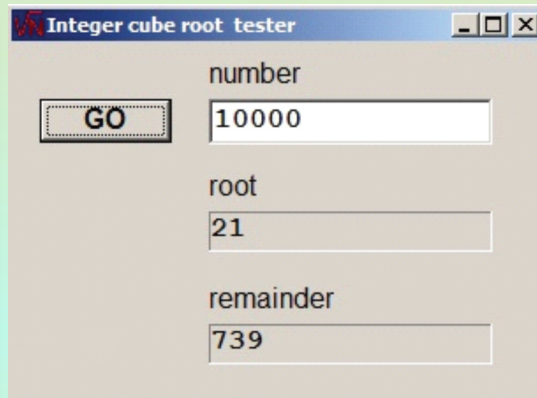 Integer cube root tester
number
GO
10000
root
21
remainder
739